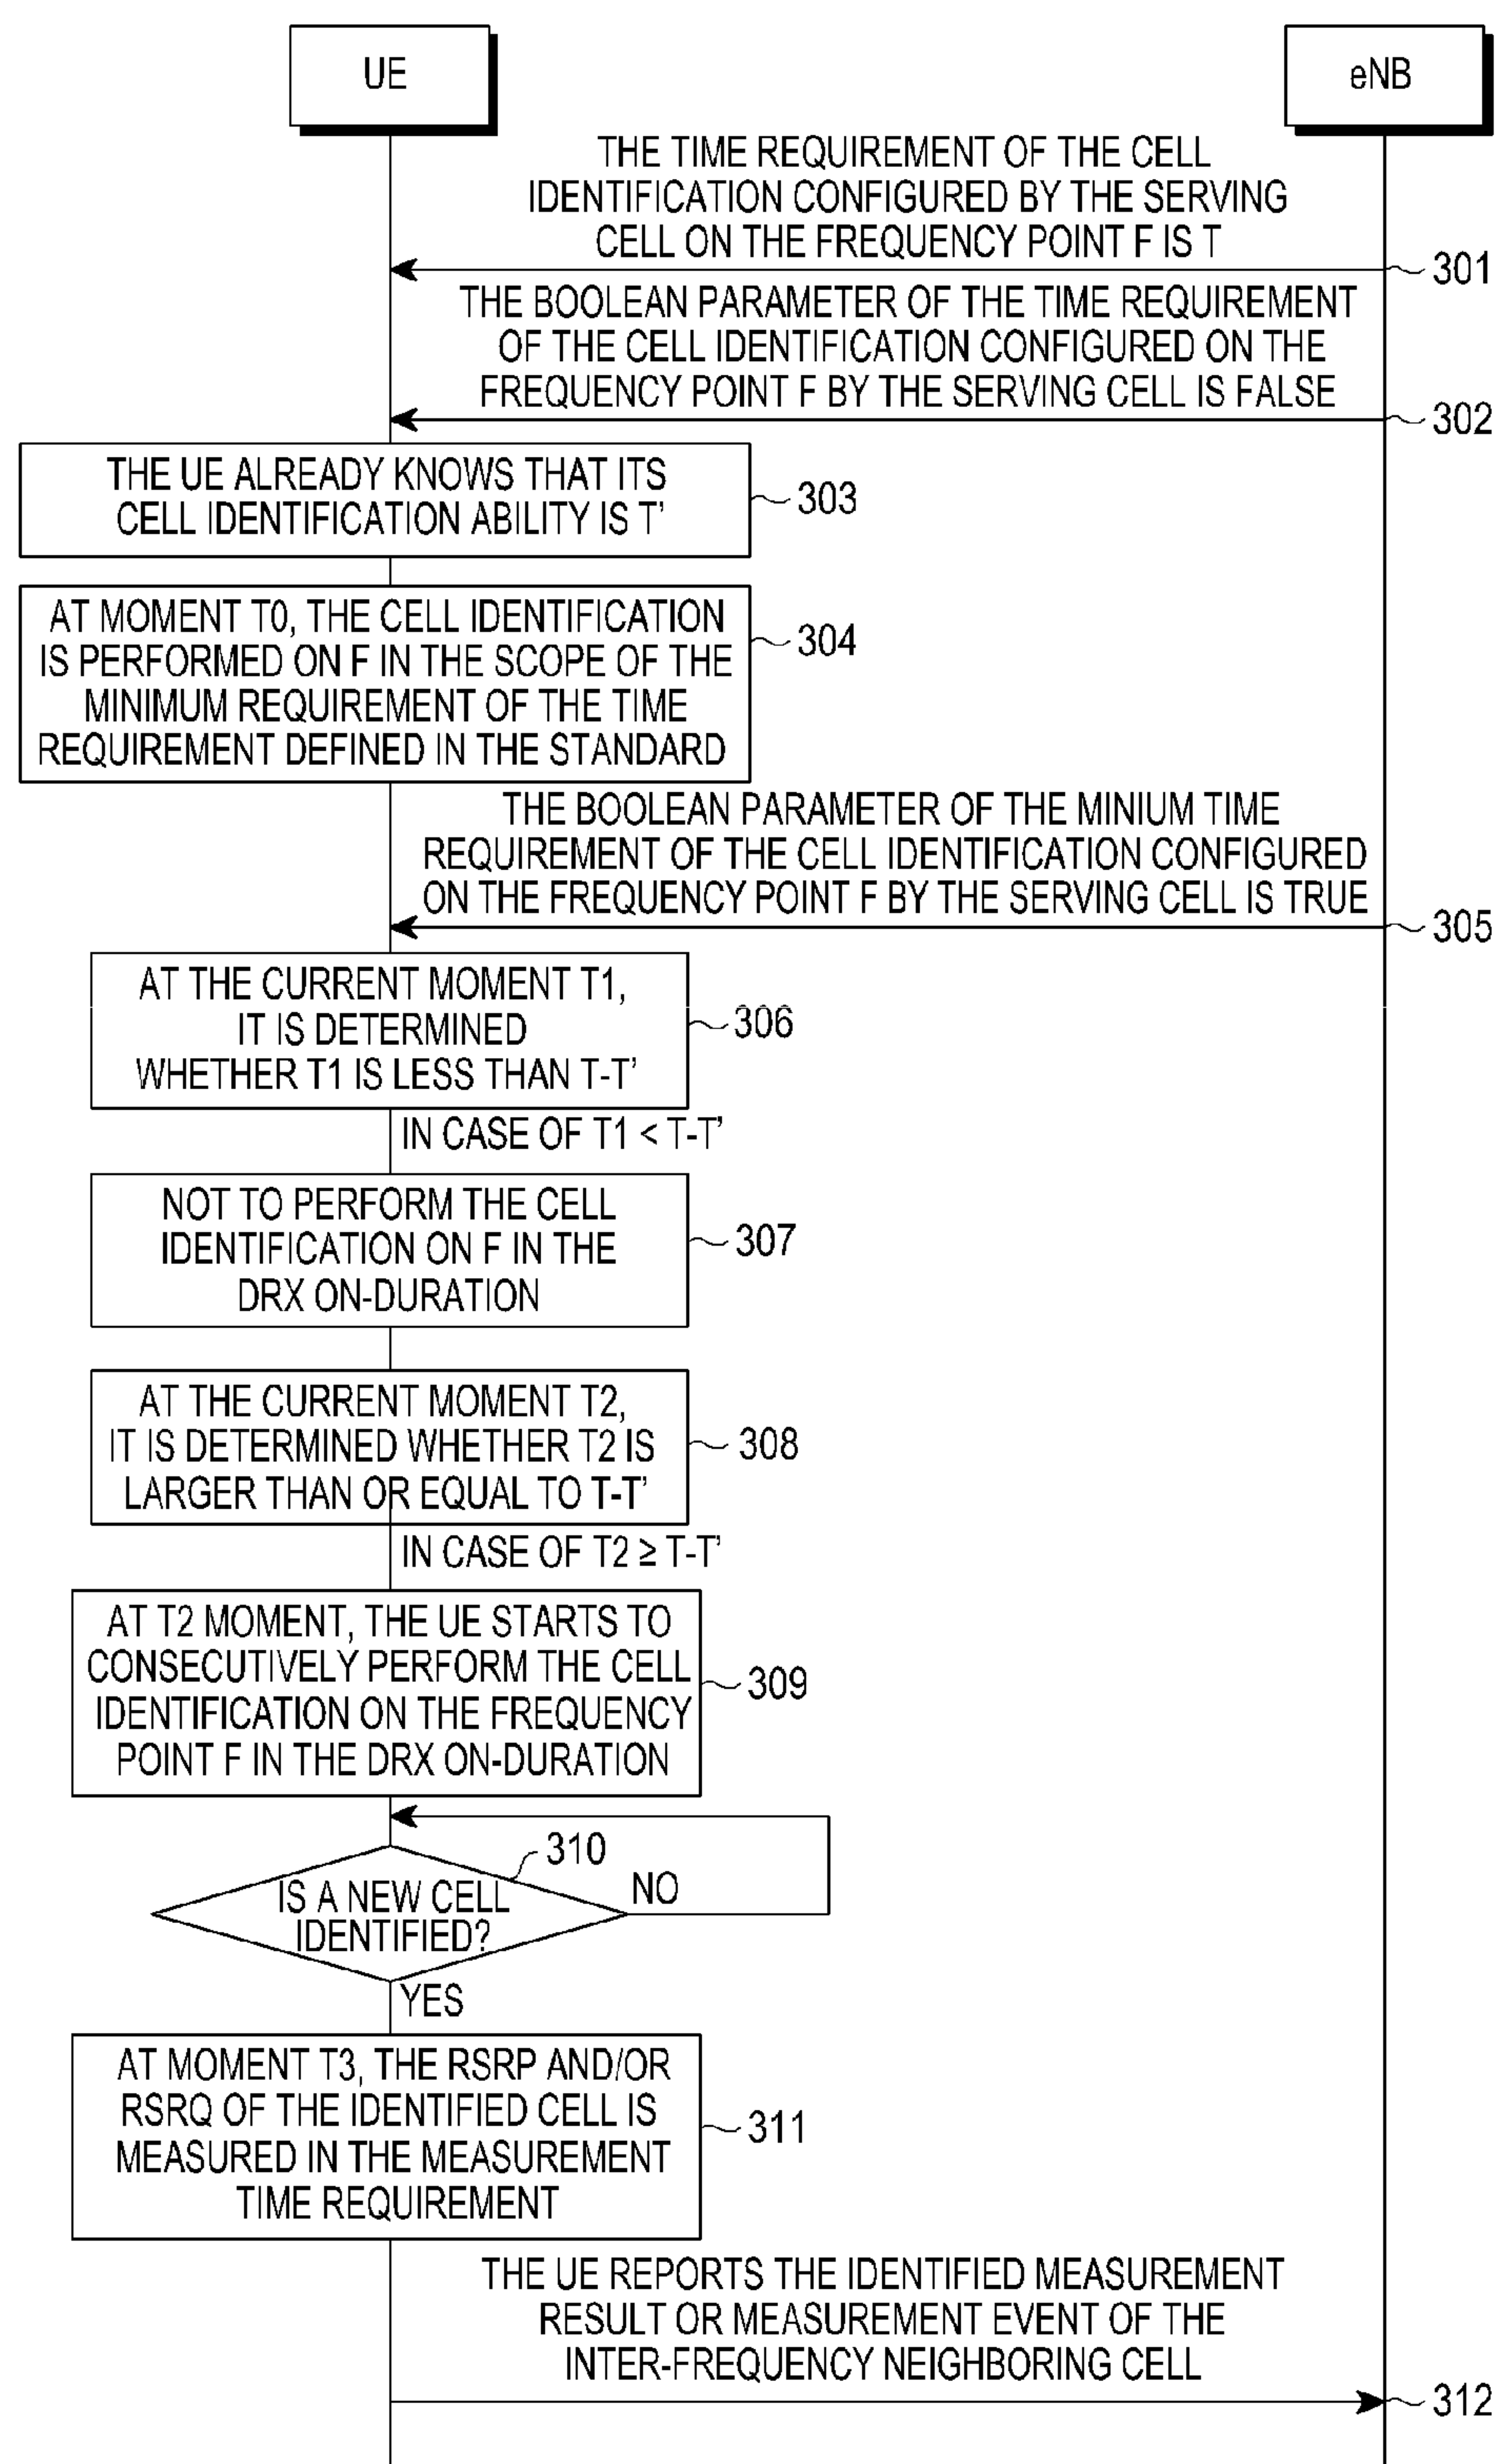 UE
eNB
THE TIME REQUIREMENT OF THE CELL
IDENTIFICATION CONFIGURED BY THE SERVING
CELL ON THE FREQUENCY POINT F IS T
301
THE BOOLEAN PARAMETER OF THE TIME REQUIREMENT
OF THE CELL IDENTIFICATION CONFIGURED ON THE
FREQUENCY POINT F BY THE SERVING CELL IS FALSE
302
THE UE ALREADY KNOWS THAT ITS
CELL IDENTIFICATION ABILITY IS T'
303
AT MOMENT T0, THE CELL IDENTIFICATION
IS PERFORMED ON F IN THE SCOPE OF THE
MINIMUM REQUIREMENT OF THE TIME
REQUIREMENT DEFINED IN THE STANDARD
304
THE BOOLEAN PARAMETER OF THE MINIUM TIME
REQUIREMENT OF THE CELL IDENTIFICATION CONFIGURED
ON THE FREQUENCY POINT F BY THE SERVING CELL IS TRUE
305
AT THE CURRENT MOMENT T1,
IT IS DETERMINED
WHETHER T1 IS LESS THAN T-T'
306
IN CASE OF T1 < T-T'
NOT TO PERFORM THE CELL
IDENTIFICATION ON F IN THE
DRX ON-DURATION
307
AT THE CURRENT MOMENT T2,
IT IS DETERMINED WHETHER T2 IS
LARGER THAN OR EQUAL TO T-T'
308
IN CASE OF T2 ≥ T-T'
AT T2 MOMENT, THE UE STARTS TO
CONSECUTIVELY PERFORM THE CELL
IDENTIFICATION ON THE FREQUENCY
POINT F IN THE DRX ON-DURATION
309
310
IS A NEW CELL
IDENTIFIED?
NO
YES
AT MOMENT T3, THE RSRP AND/OR
RSRQ OF THE IDENTIFIED CELL IS
MEASURED IN THE MEASUREMENT
TIME REQUIREMENT
311
THE UE REPORTS THE IDENTIFIED MEASUREMENT
RESULT OR MEASUREMENT EVENT OF THE
INTER-FREQUENCY NEIGHBORING CELL
312